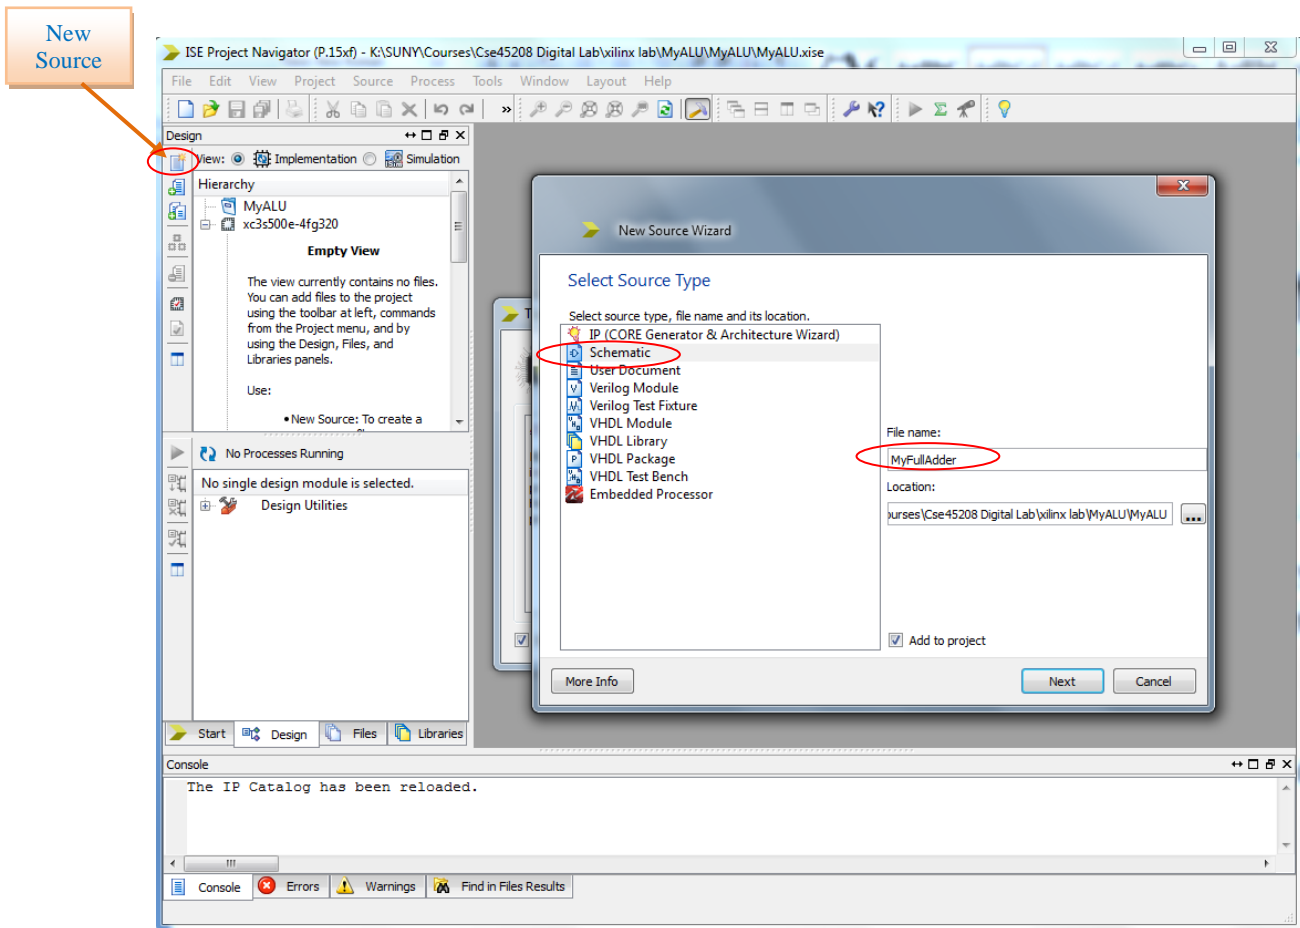 New
Source
ISE Project Navigator (P.15xf) - K:\SUNY\Courses\Cse45208 Digital Lab\xilinx lab\MyALU\MyALU\MyALU.xise
File Edit View Project Source Process Tools Window Layout Help
Design
View: Implementation Simulation
Hierarchy
MyALU
xc3s500e-4fg320
Empty View
The view currently contains no files.
You can add files to the project
using the toolbar at left, commands
from the Project menu, and by
using the Design, Files, and
Libraries panels.
Use:
•New Source: To create a
No Processes Running
No single design module is selected.
Design Utilities
Start Design Files Libraries
New Source Wizard
Select Source Type
Select source type, file name and its location.
IP (CORE Generator & Architecture Wizard)
Schematic
User Document
Verilog Module
Verilog Test Fixture
VHDL Module
VHDL Library
VHDL Package
VHDL Test Bench
Embedded Processor
File name:
MyFullAdder
Location:
ourses\Cse45208 Digital Lab\xilinx lab\MyALU\MyALU
...
Add to project
More Info
Next
Cancel
Console
The IP Catalog has been reloaded.
Console Errors Warnings Find in Files Results